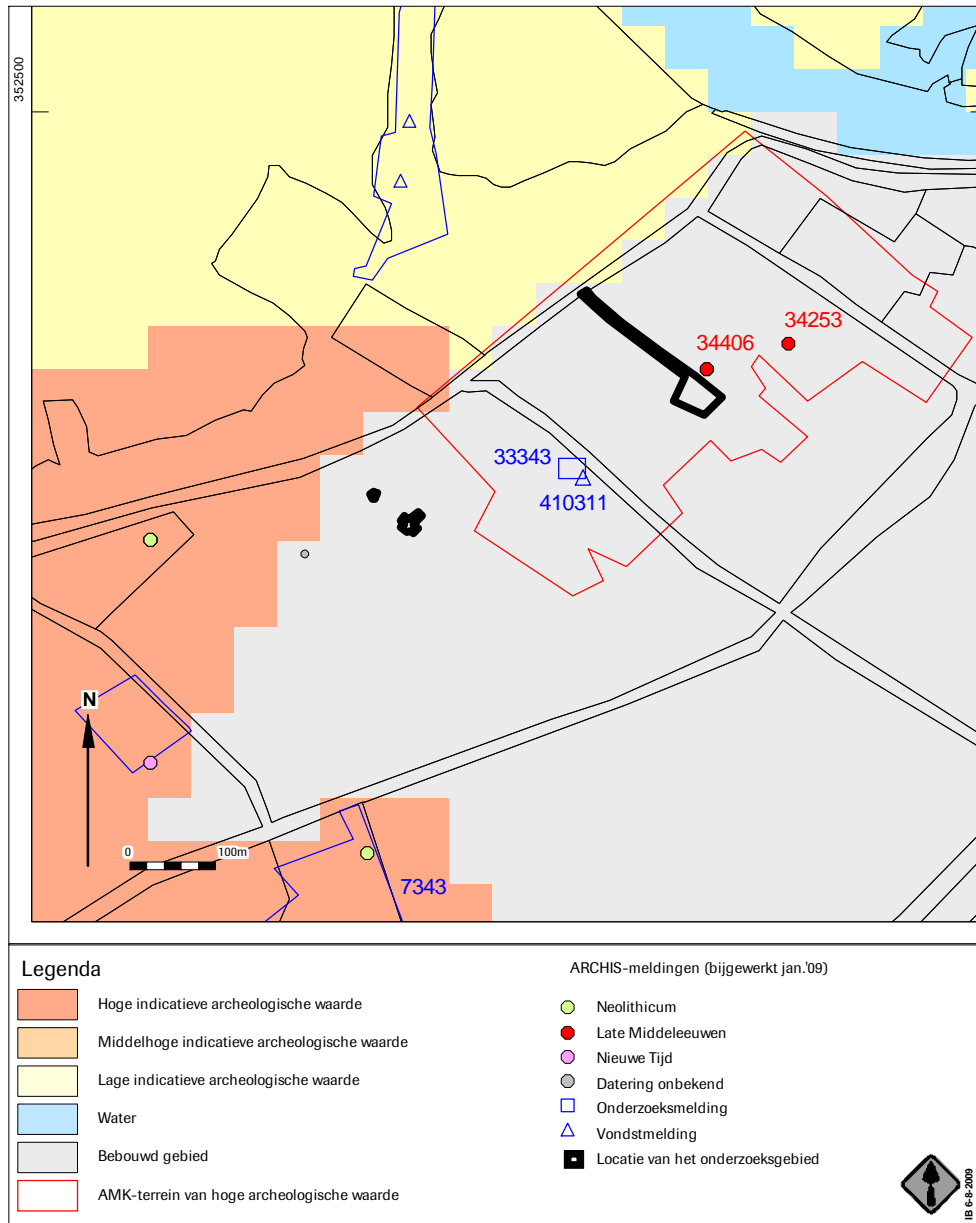 352500
34253
34406
33343
410311
N
0 100m
7343
Legenda
Hoge indicatieve archeologische waarde
Middelhoge indicatieve archeologische waarde
Lage indicatieve archeologische waarde
Water
Bebouwd gebied
AMK-terrein van hoge archeologische waarde
ARCHIS-meldingen (bijgewerkt jan.'09)
Neolithicum
Late Middeleeuwen
Nieuwe Tijd
Datering onbekend
Onderzoeksmelding
Vondstmelding
Locatie van het onderzoeksgebied
IB 6-8-2009